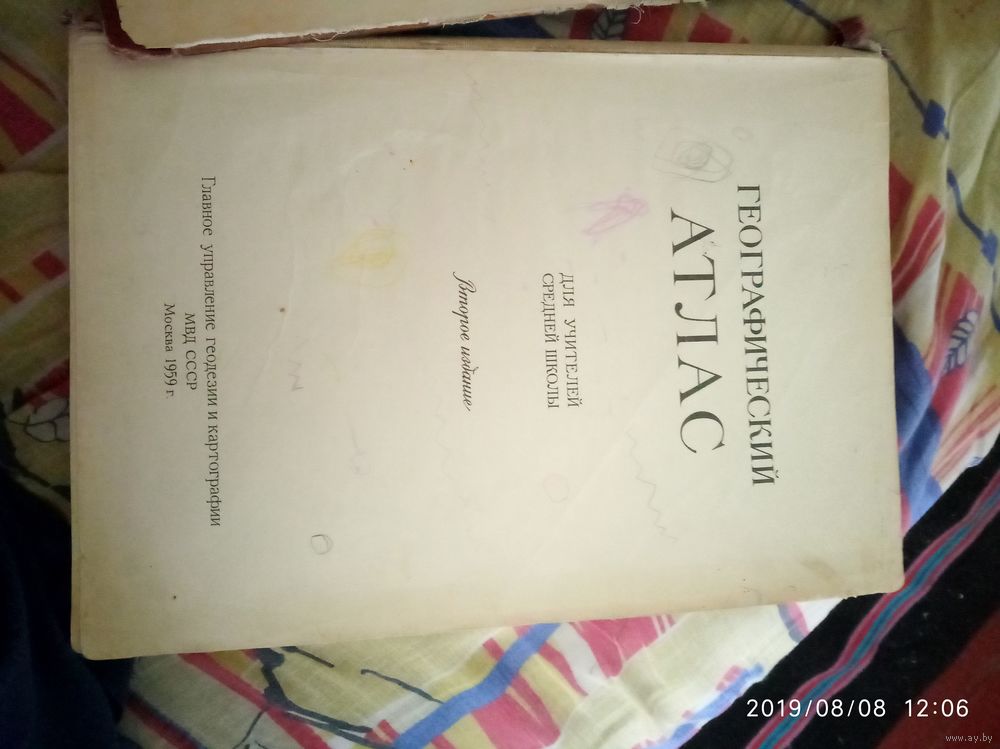 ГЕОГРАФИЧЕСКИЙ
АТЛАС
ДЛЯ УЧИТЕЛЕЙ
СРЕДНЕЙ ШКОЛЫ
Второе издание
Главное управление геодезии и картографии
МВД СССР
Москва 1959 г.
2019/08/08 12:06
www.ay.by